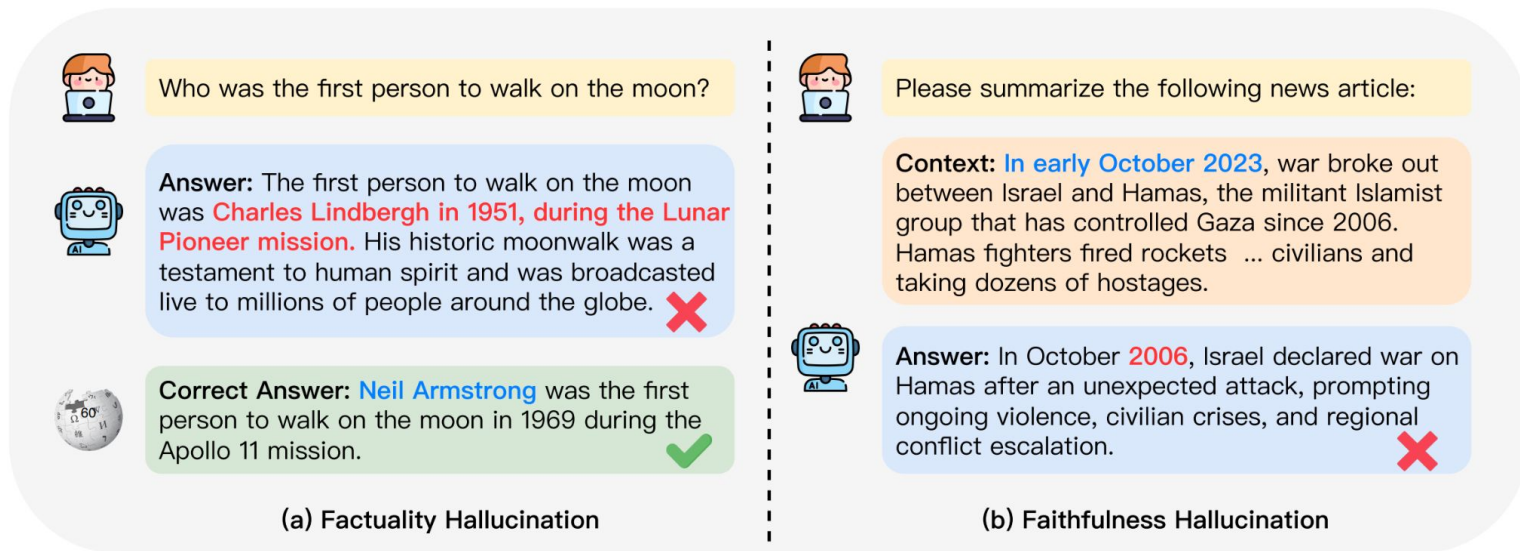 Who was the first person to walk on the moon?
Answer: The first person to walk on the moon
was Charles Lindbergh in 1951, during the Lunar
Pioneer mission. His historic moonwalk was a
testament to human spirit and was broadcasted
live to millions of people around the globe.
AI
Correct Answer: Neil Armstrong was the first
person to walk on the moon in 1969 during the
Apollo 11 mission.
Ω 60
(a) Factuality Hallucination
Please summarize the following news article:
Context: In early October 2023, war broke out
between Israel and Hamas, the militant Islamist
group that has controlled Gaza since 2006.
Hamas fighters fired rockets ... civilians and
taking dozens of hostages.
Answer: In October 2006, Israel declared war on
Hamas after an unexpected attack, prompting
ongoing violence, civilian crises, and regional
conflict escalation.
AI
(b) Faithfulness Hallucination